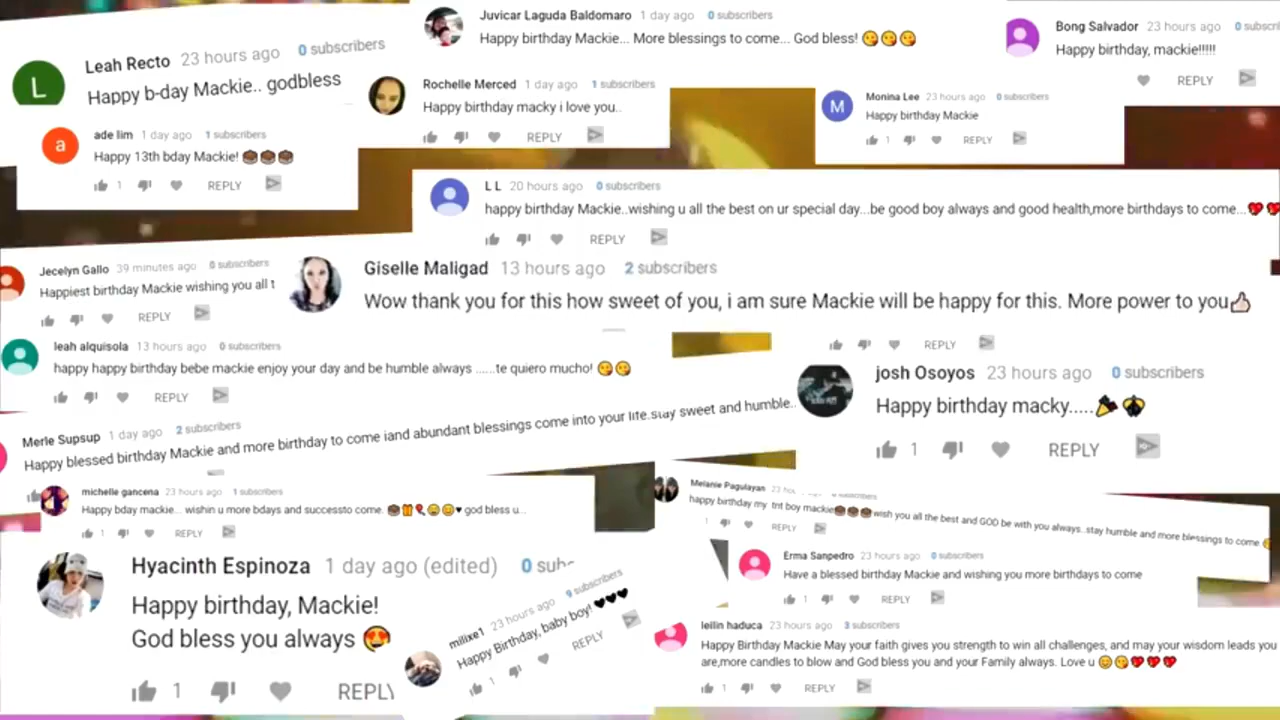 Leah Recto 23 hours ago 0 subscribers
Happy b-day Mackie.. godbless
L
ade lim 1 day ago 1 subscribers
a
Happy 13th bday Mackie! 🍩🍩🍩
1 REPLY
Juvicar Laguda Baldomaro 1 day ago 0 subscribers
Happy birthday Mackie... More blessings to come... God bless! 😋😋😋
Rochelle Merced 1 day ago 1 subscribers
Happy birthday macky i love you..
REPLY
Bong Salvador 23 hours ago 0
Happy birthday, mackie!!!!!
REPLY
Monina Lee 23 hours ago 0 subscribers
M
Happy birthday Mackie
1 REPLY
L L 20 hours ago 0 subscribers
happy birthday Mackie..wishing u all the best on ur special day...be good boy always and good health,more birthdays to come...💖💖
REPLY
Jecelyn Gallo 39 minutes ago 0 subscribers
Happiest birthday Mackie wishing you all t
REPLY
Giselle Maligad 13 hours ago 2 subscribers
Wow thank you for this how sweet of you, i am sure Mackie will be happy for this. More power to you👍
REPLY
leah alquisola 13 hours ago 0 subscribers
happy happy birthday bebe mackie enjoy your day and be humble always ......te quiero mucho! 😋😋
REPLY
josh Osoyos 23 hours ago 0 subscribers
Happy birthday macky.....🎉
1 REPLY
Merle Supsup 1 day ago 2 subscribers
Happy blessed birthday Mackie and more birthday to come iand abundant blessings come into your life.stay sweet and humble..
michelle gancena 23 hours ago 1 subscribers
Happy bday mackie... wishin u more bdays and successto come. 🍩🎁🎈😄😊♥ god bless u...
1 REPLY
Melanie Pagulayan 23 subscribers
happy birthday my tnt boy mackie🍩🍩🍩wish you all the best and GOD be with you always..stay humble and more blessings to come
1 REPLY
Erma Sanpedro 23 hours ago 0 subscribers
Have a blessed birthday Mackie and wishing you more birthdays to come
1 REPLY
Hyacinth Espinoza 1 day ago (edited) 0
Happy birthday, Mackie!
God bless you always 😍
1 REPLY
milixe1 23 hours ago 9 subscribers
Happy Birthday, baby boy! ♥♥♥
1 REPLY
leilin haduca 23 hours ago 3 subscribers
Happy Birthday Mackie May your faith gives you strength to win all challenges, and may your wisdom leads you
are,more candles to blow and God bless you and your Family always. Love u 😊😋💖💖💖
1 REPLY